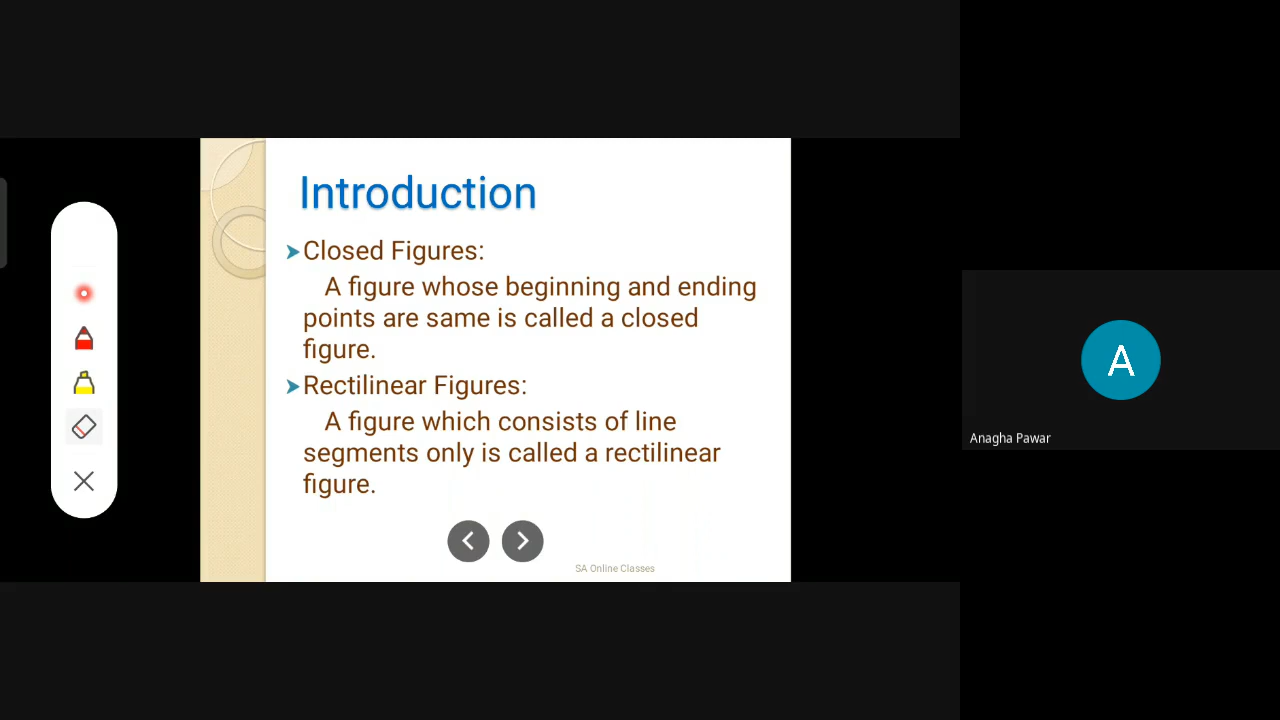 Introduction
➤Closed Figures:
A figure whose beginning and ending
points are same is called a closed
figure.
➤Rectilinear Figures:
A figure which consists of line
segments only is called a rectilinear
figure.
SA Online Classes
A
Anagha Pawar